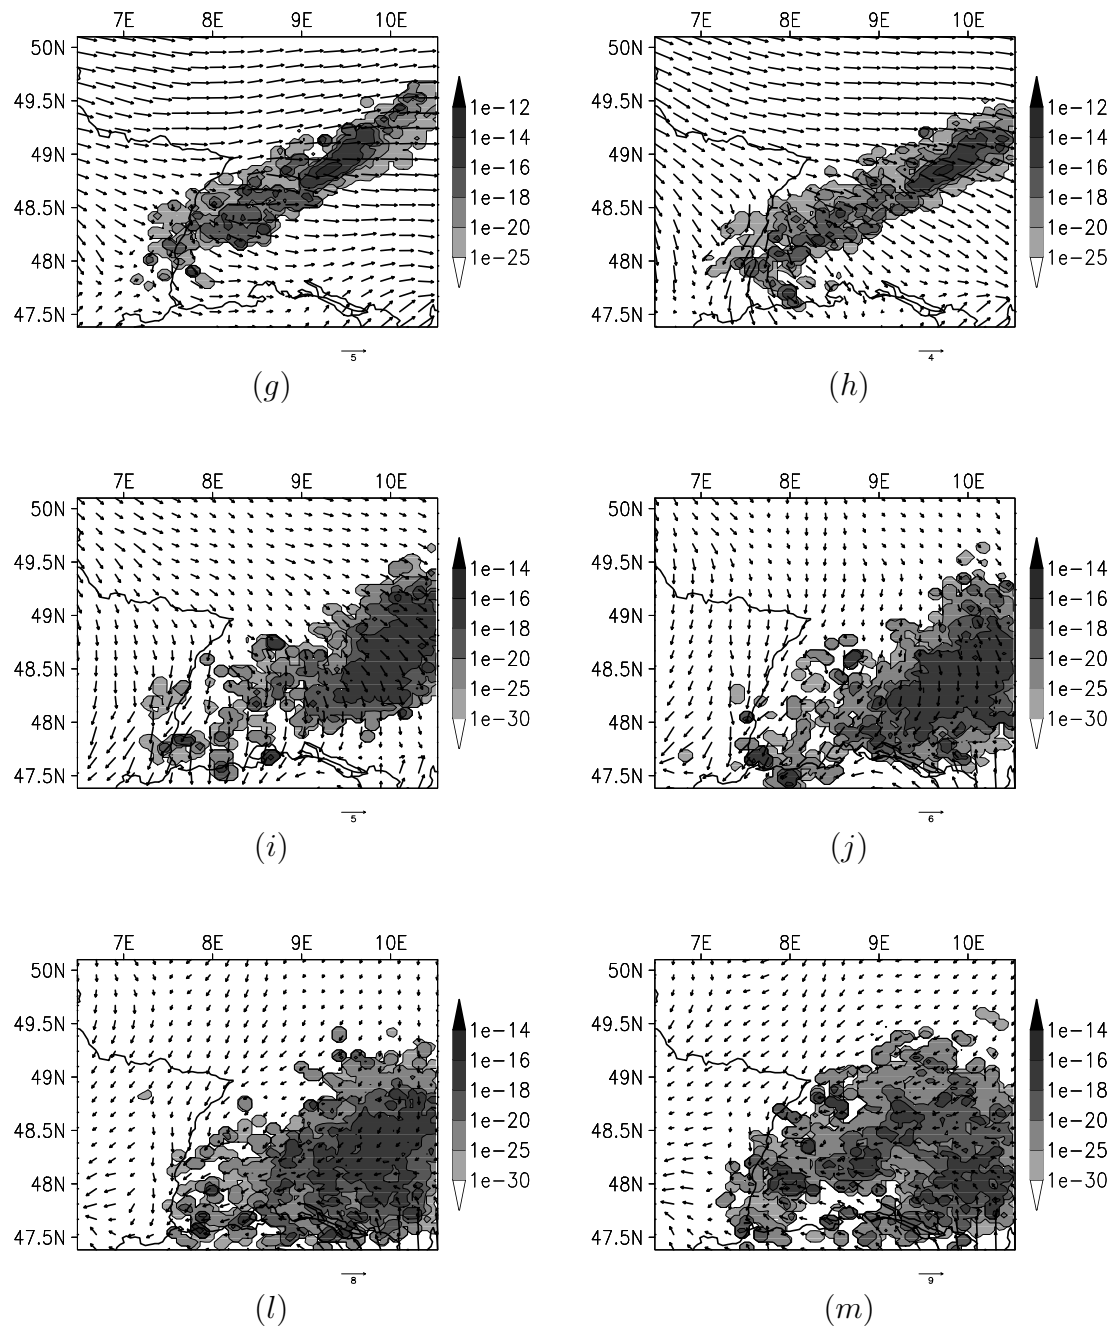 7E 8E 9E 10E 7E 8E 9E 10E
50N 50N
49.5N 1e−12 49.5N 1e−12
1e−14 1e−14
49N 1e−16 49N 1e−16
48.5N 1e−18 48.5N 1e−18
1e−20 1e−20
48N 1e−25 48N 1e−25
47.5N 47.5N
5 4
(g) (h)
7E 8E 9E 10E 7E 8E 9E 10E
50N 50N
49.5N 1e−14 49.5N 1e−14
1e−16 1e−16
49N 1e−18 49N 1e−18
48.5N 1e−20 48.5N 1e−20
1e−25 1e−25
48N 1e−30 48N 1e−30
47.5N 47.5N
5 6
(i) (j)
7E 8E 9E 10E 7E 8E 9E 10E
50N 50N
49.5N 1e−14 49.5N 1e−14
1e−16 1e−16
49N 1e−18 49N 1e−18
48.5N 1e−20 48.5N 1e−20
1e−25 1e−25
48N 1e−30 48N 1e−30
47.5N 47.5N
8 9
(l) (m)